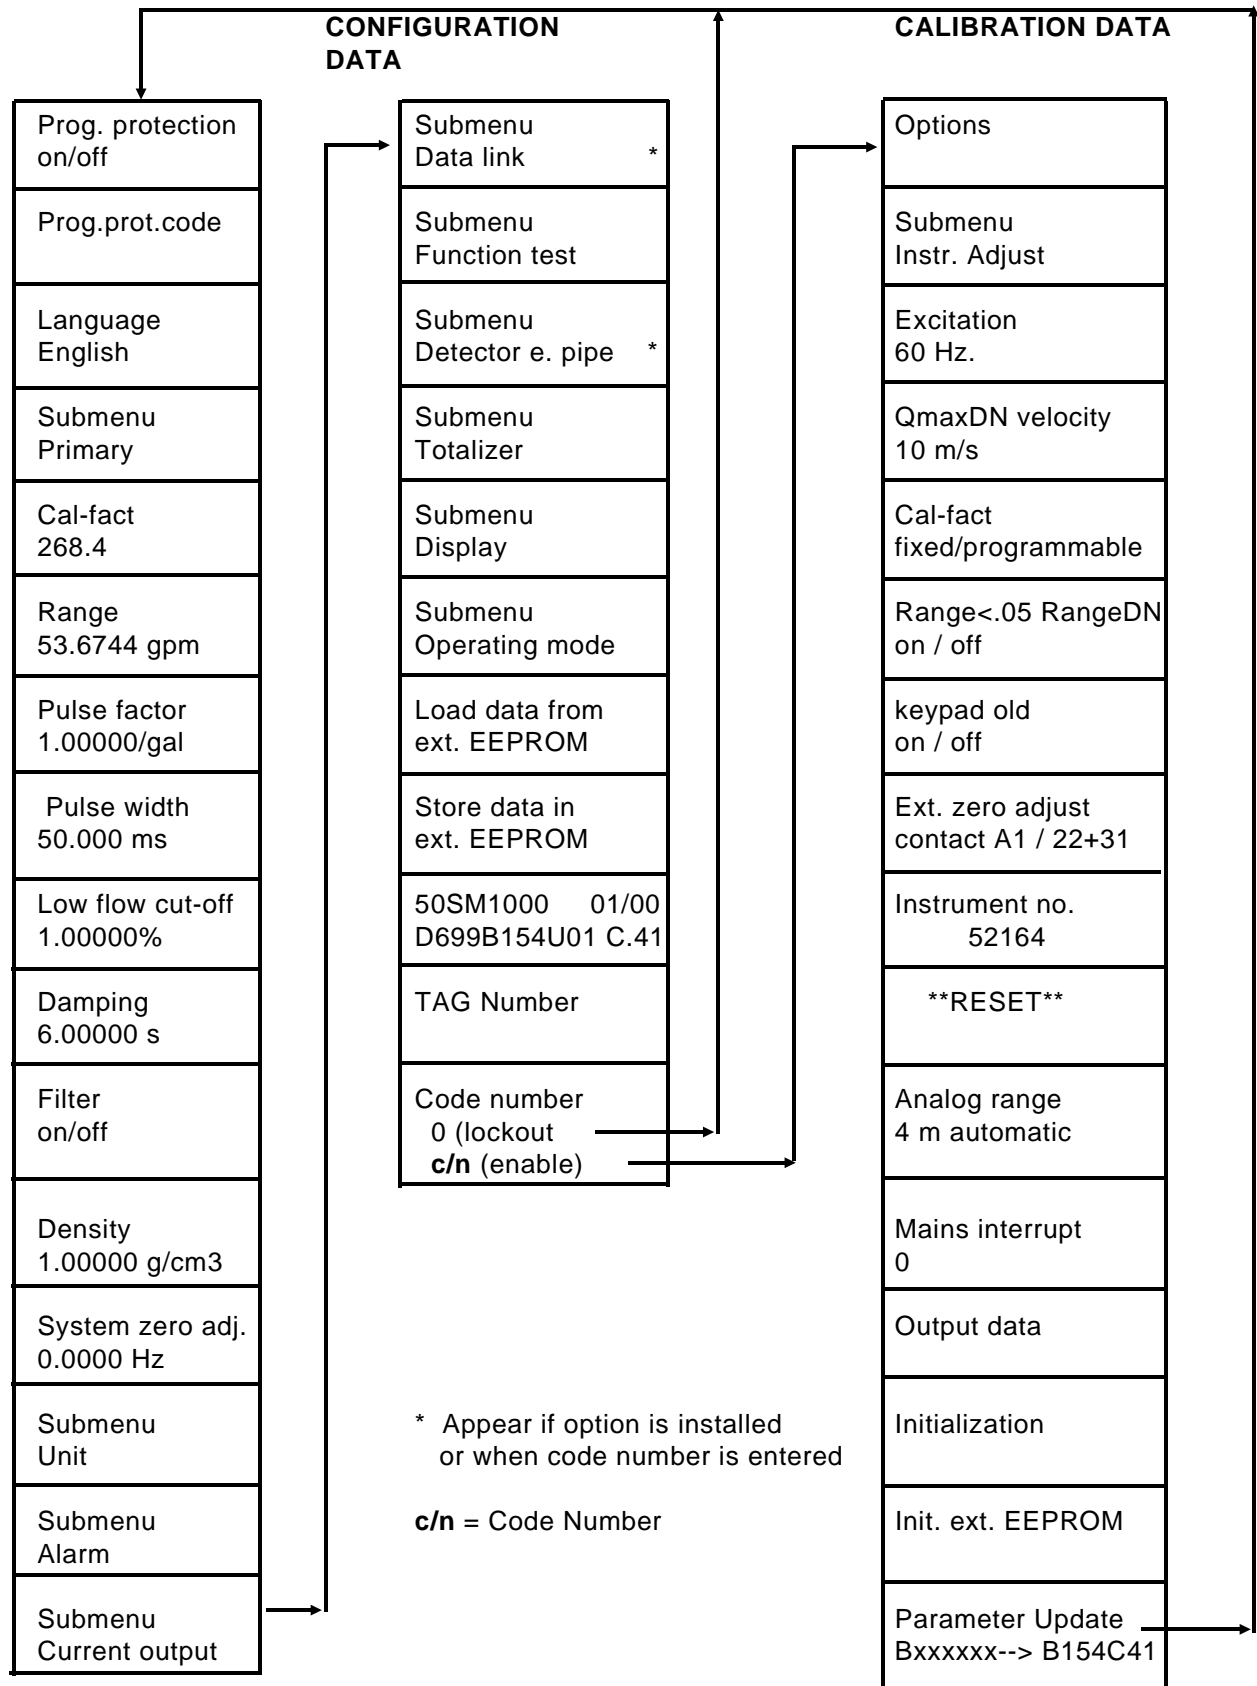 CONFIGURATION
DATA
CALIBRATION DATA
Prog. protection
on/off
Prog.prot.code
Language
English
Submenu
Primary
Cal-fact
268.4
Range
53.6744 gpm
Pulse factor
1.00000/gal
Pulse width
50.000 ms
Low flow cut-off
1.00000%
Damping
6.00000 s
Filter
on/off
Density
1.00000 g/cm3
System zero adj.
0.0000 Hz
Submenu
Unit
Submenu
Alarm
Submenu
Current output
Submenu
Data link *
Submenu
Function test
Submenu
Detector e. pipe *
Submenu
Totalizer
Submenu
Display
Submenu
Operating mode
Load data from
ext. EEPROM
Store data in
ext. EEPROM
50SM1000 01/00
D699B154U01 C.41
TAG Number
Code number
0 (lockout
c/n (enable)
* Appear if option is installed
or when code number is entered
c/n = Code Number
Options
Submenu
Instr. Adjust
Excitation
60 Hz.
QmaxDN velocity
10 m/s
Cal-fact
fixed/programmable
Range<.05 RangeDN
on / off
keypad old
on / off
Ext. zero adjust
contact A1 / 22+31
Instrument no.
52164
**RESET**
Analog range
4 m automatic
Mains interrupt
0
Output data
Initialization
Init. ext. EEPROM
Parameter Update
Bxxxxxx--> B154C41